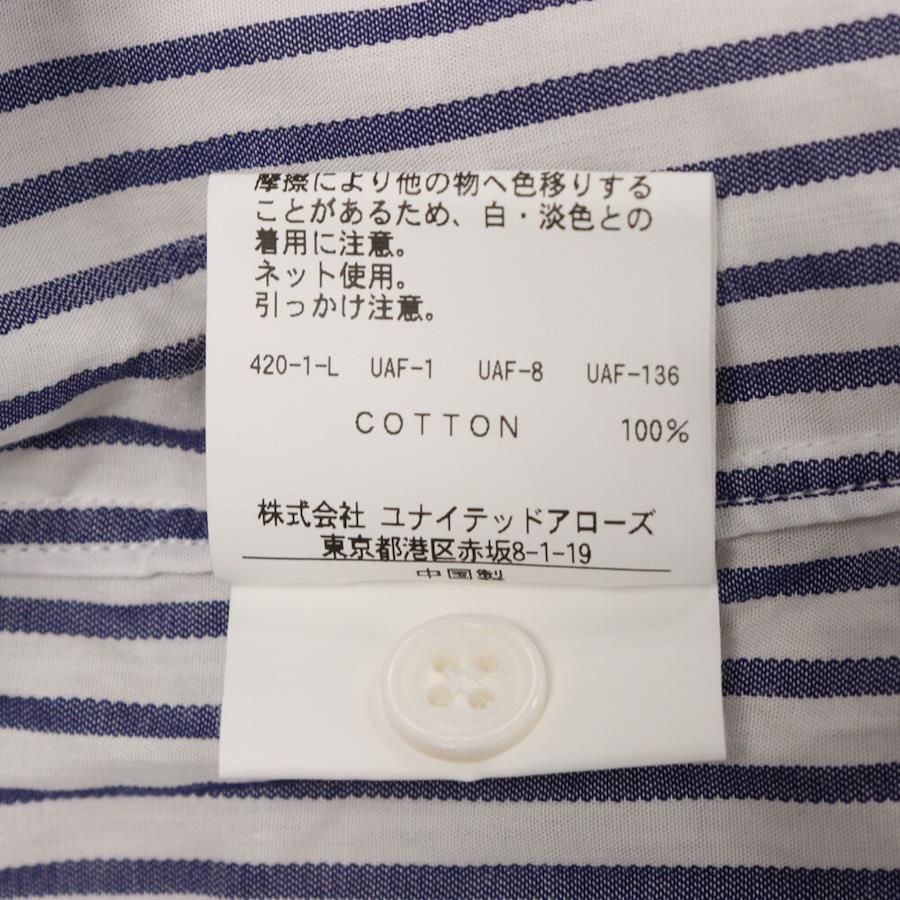 摩擦により他の物へ色移りする
ことがあるため、白・淡色との
着用に注意。
ネット使用。
引っかけ注意。
420-1-L UAF-1 UAF-8 UAF-136
COTTON 100%
株式会社 ユナイテッドアローズ
東京都港区赤坂8-1-19
中国製